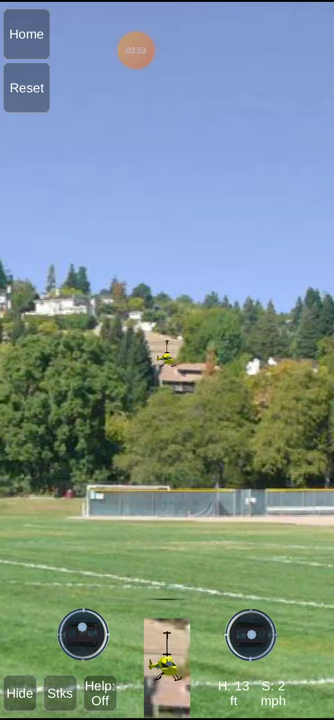 Home
03:53
Reset
Hide
Stks
Help:
Off
H: 13
ft
S: 2
mph